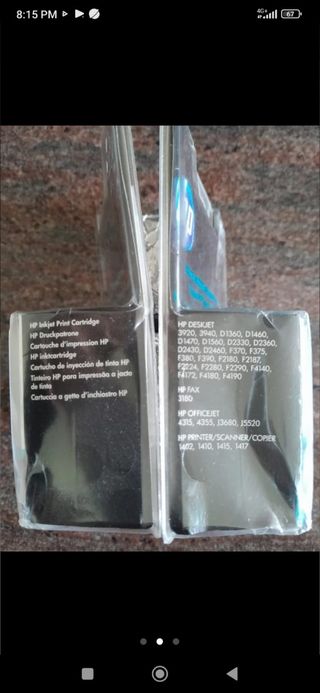 8:15 PM
4G+
67
HP Inkjet Print Cartridge
HP Druckpatrone
Cartouche d'impression HP
HP inktcartridge
Cartucho de inyección de tinta HP
Tinteiro HP para impressão a jacto
de tinta
Cartuccia a getto d'inchiostro HP
HP DESKJET
3920, 3940, D1360, D1460,
D1470, D1560, D2330, D2360,
D2430, D2460, F370, F375,
F380, F390, F2180, F2187,
F2224, F2280, F2290, F4140,
F4172, F4180, F4190
HP FAX
3180
HP OFFICEJET
4315, 4355, J3680, J5520
HP PRINTER/SCANNER/COPIER
1402, 1410, 1415, 1417